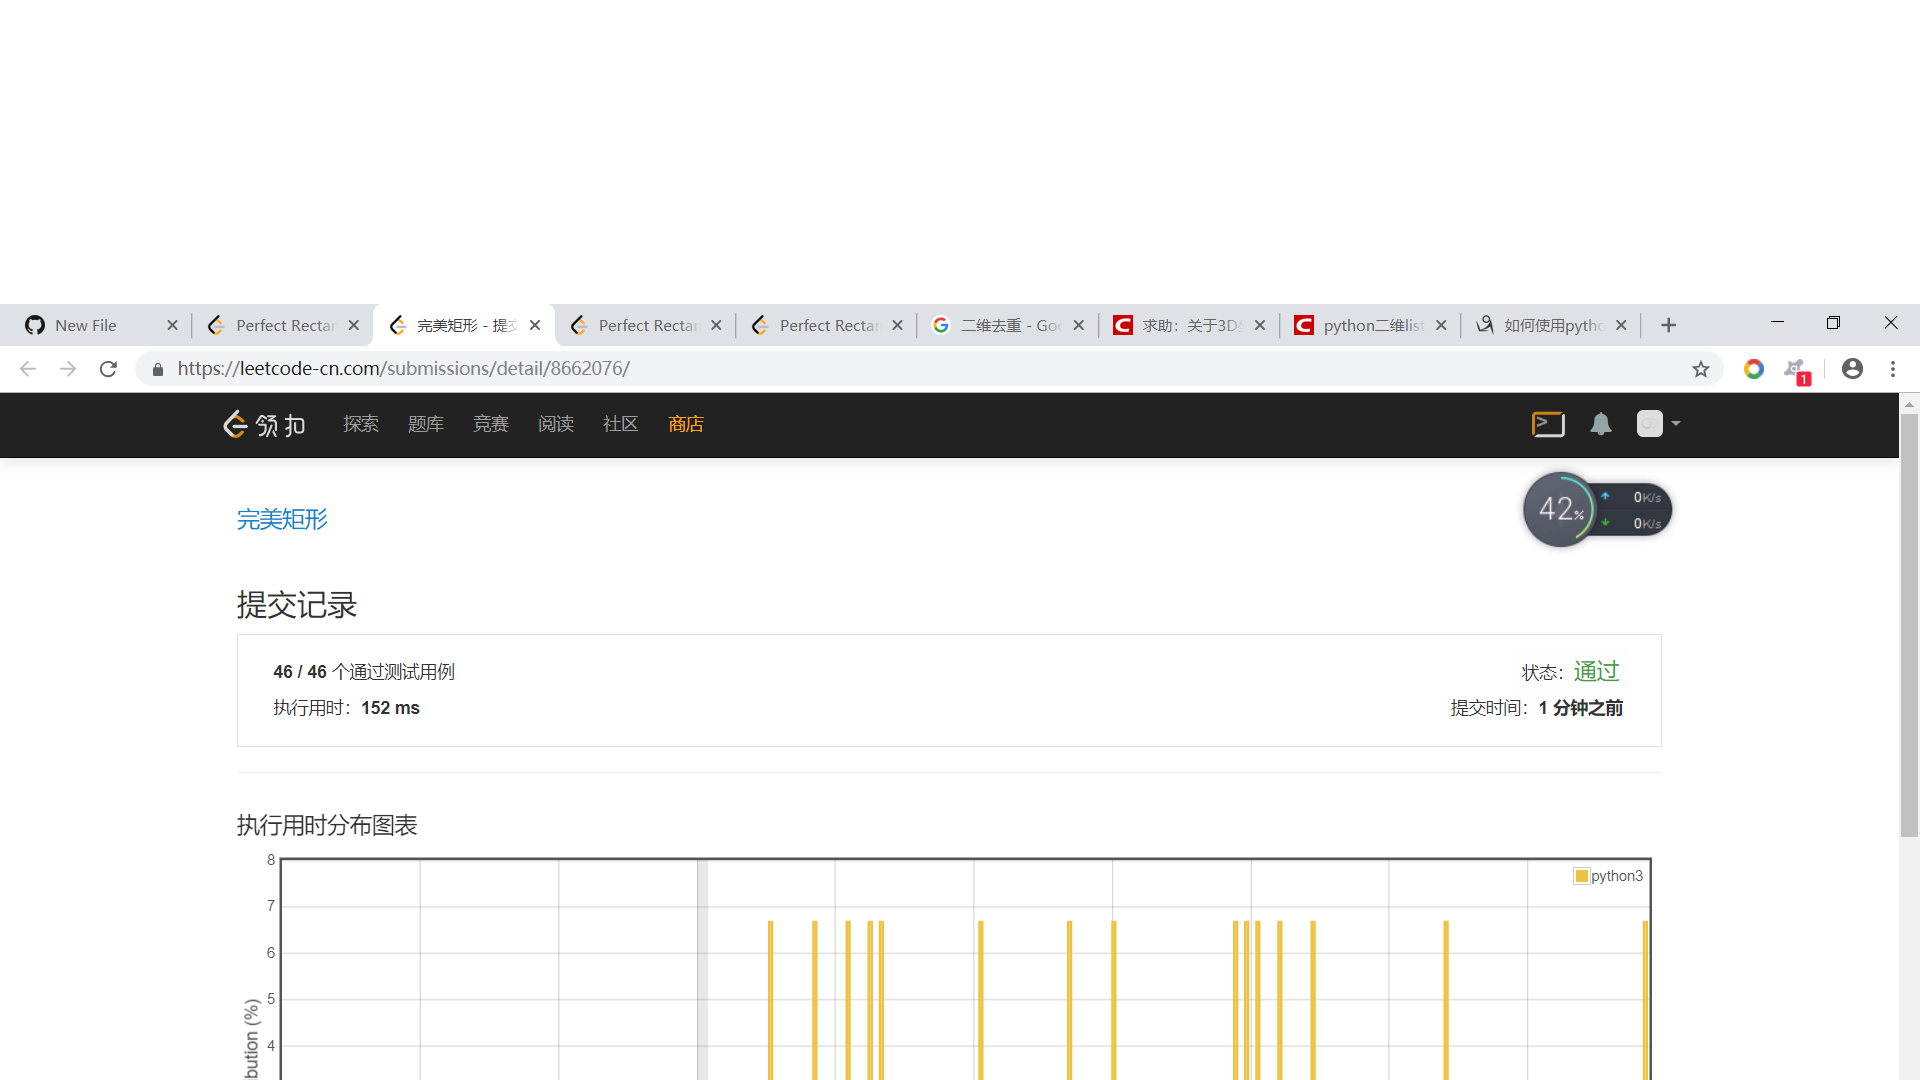 New File
Perfect Rectan
完美矩形 - 提交
Perfect Rectan
Perfect Rectan
二维去重 - Goo
求助：关于3D
python二维list
如何使用pytho
https://leetcode-cn.com/submissions/detail/8662076/
1
领扣 探索 题库 竞赛 阅读 社区 商店
42%
0K/s
0K/s
完美矩形
提交记录
46 / 46 个通过测试用例
状态：通过
执行用时：152 ms
提交时间：1 分钟之前
执行用时分布图表
python3
8
7
6
5
4